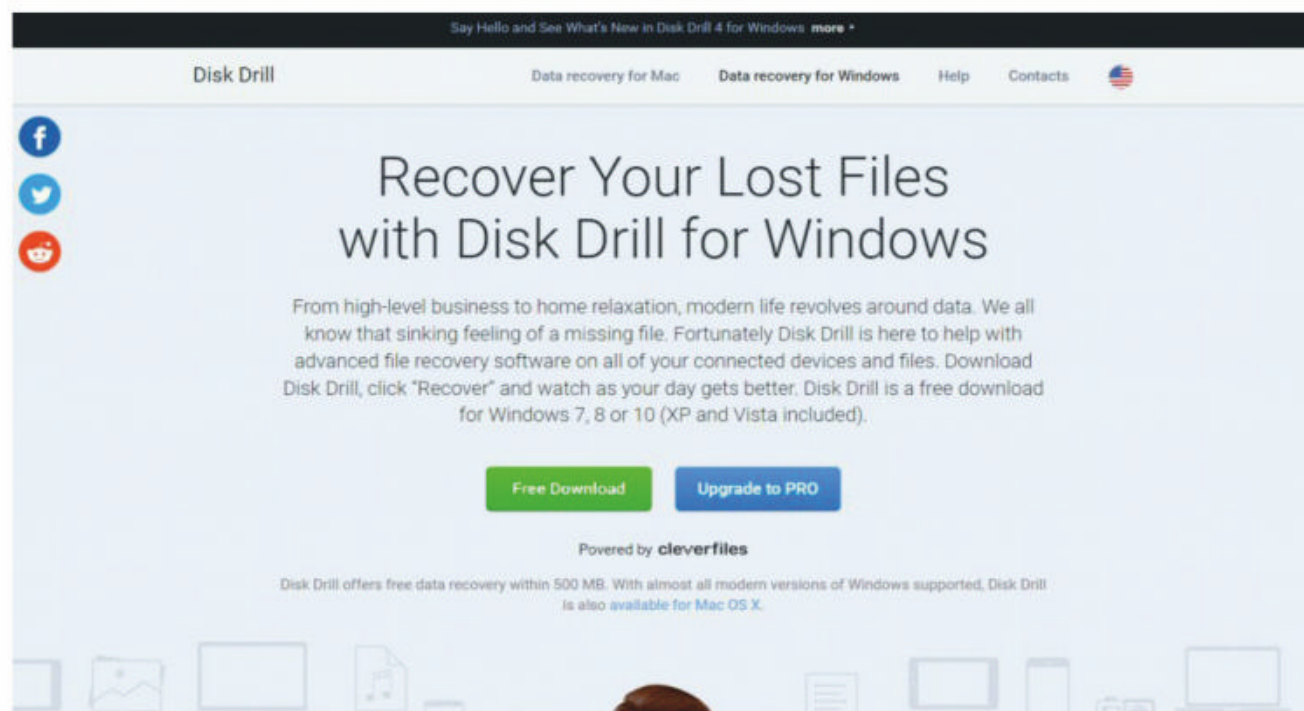 Say Hello and See What's New in Disk Drill 4 for Windows more
Disk Drill Data recovery for Mac Data recovery for Windows Help Contacts
Recover Your Lost Files
with Disk Drill for Windows
From high-level business to home relaxation, modern life revolves around data. We all
know that sinking feeling of a missing file. Fortunately Disk Drill is here to help with
advanced file recovery software on all of your connected devices and files. Download
Disk Drill, click "Recover" and watch as your day gets better. Disk Drill is a free download
for Windows 7, 8 or 10 (XP and Vista included).
Free Download Upgrade to PRO
Powered by cleverfiles
Disk Drill offers free data recovery within 500 MB. With almost all modern versions of Windows supported, Disk Drill
is also available for Mac OS X.